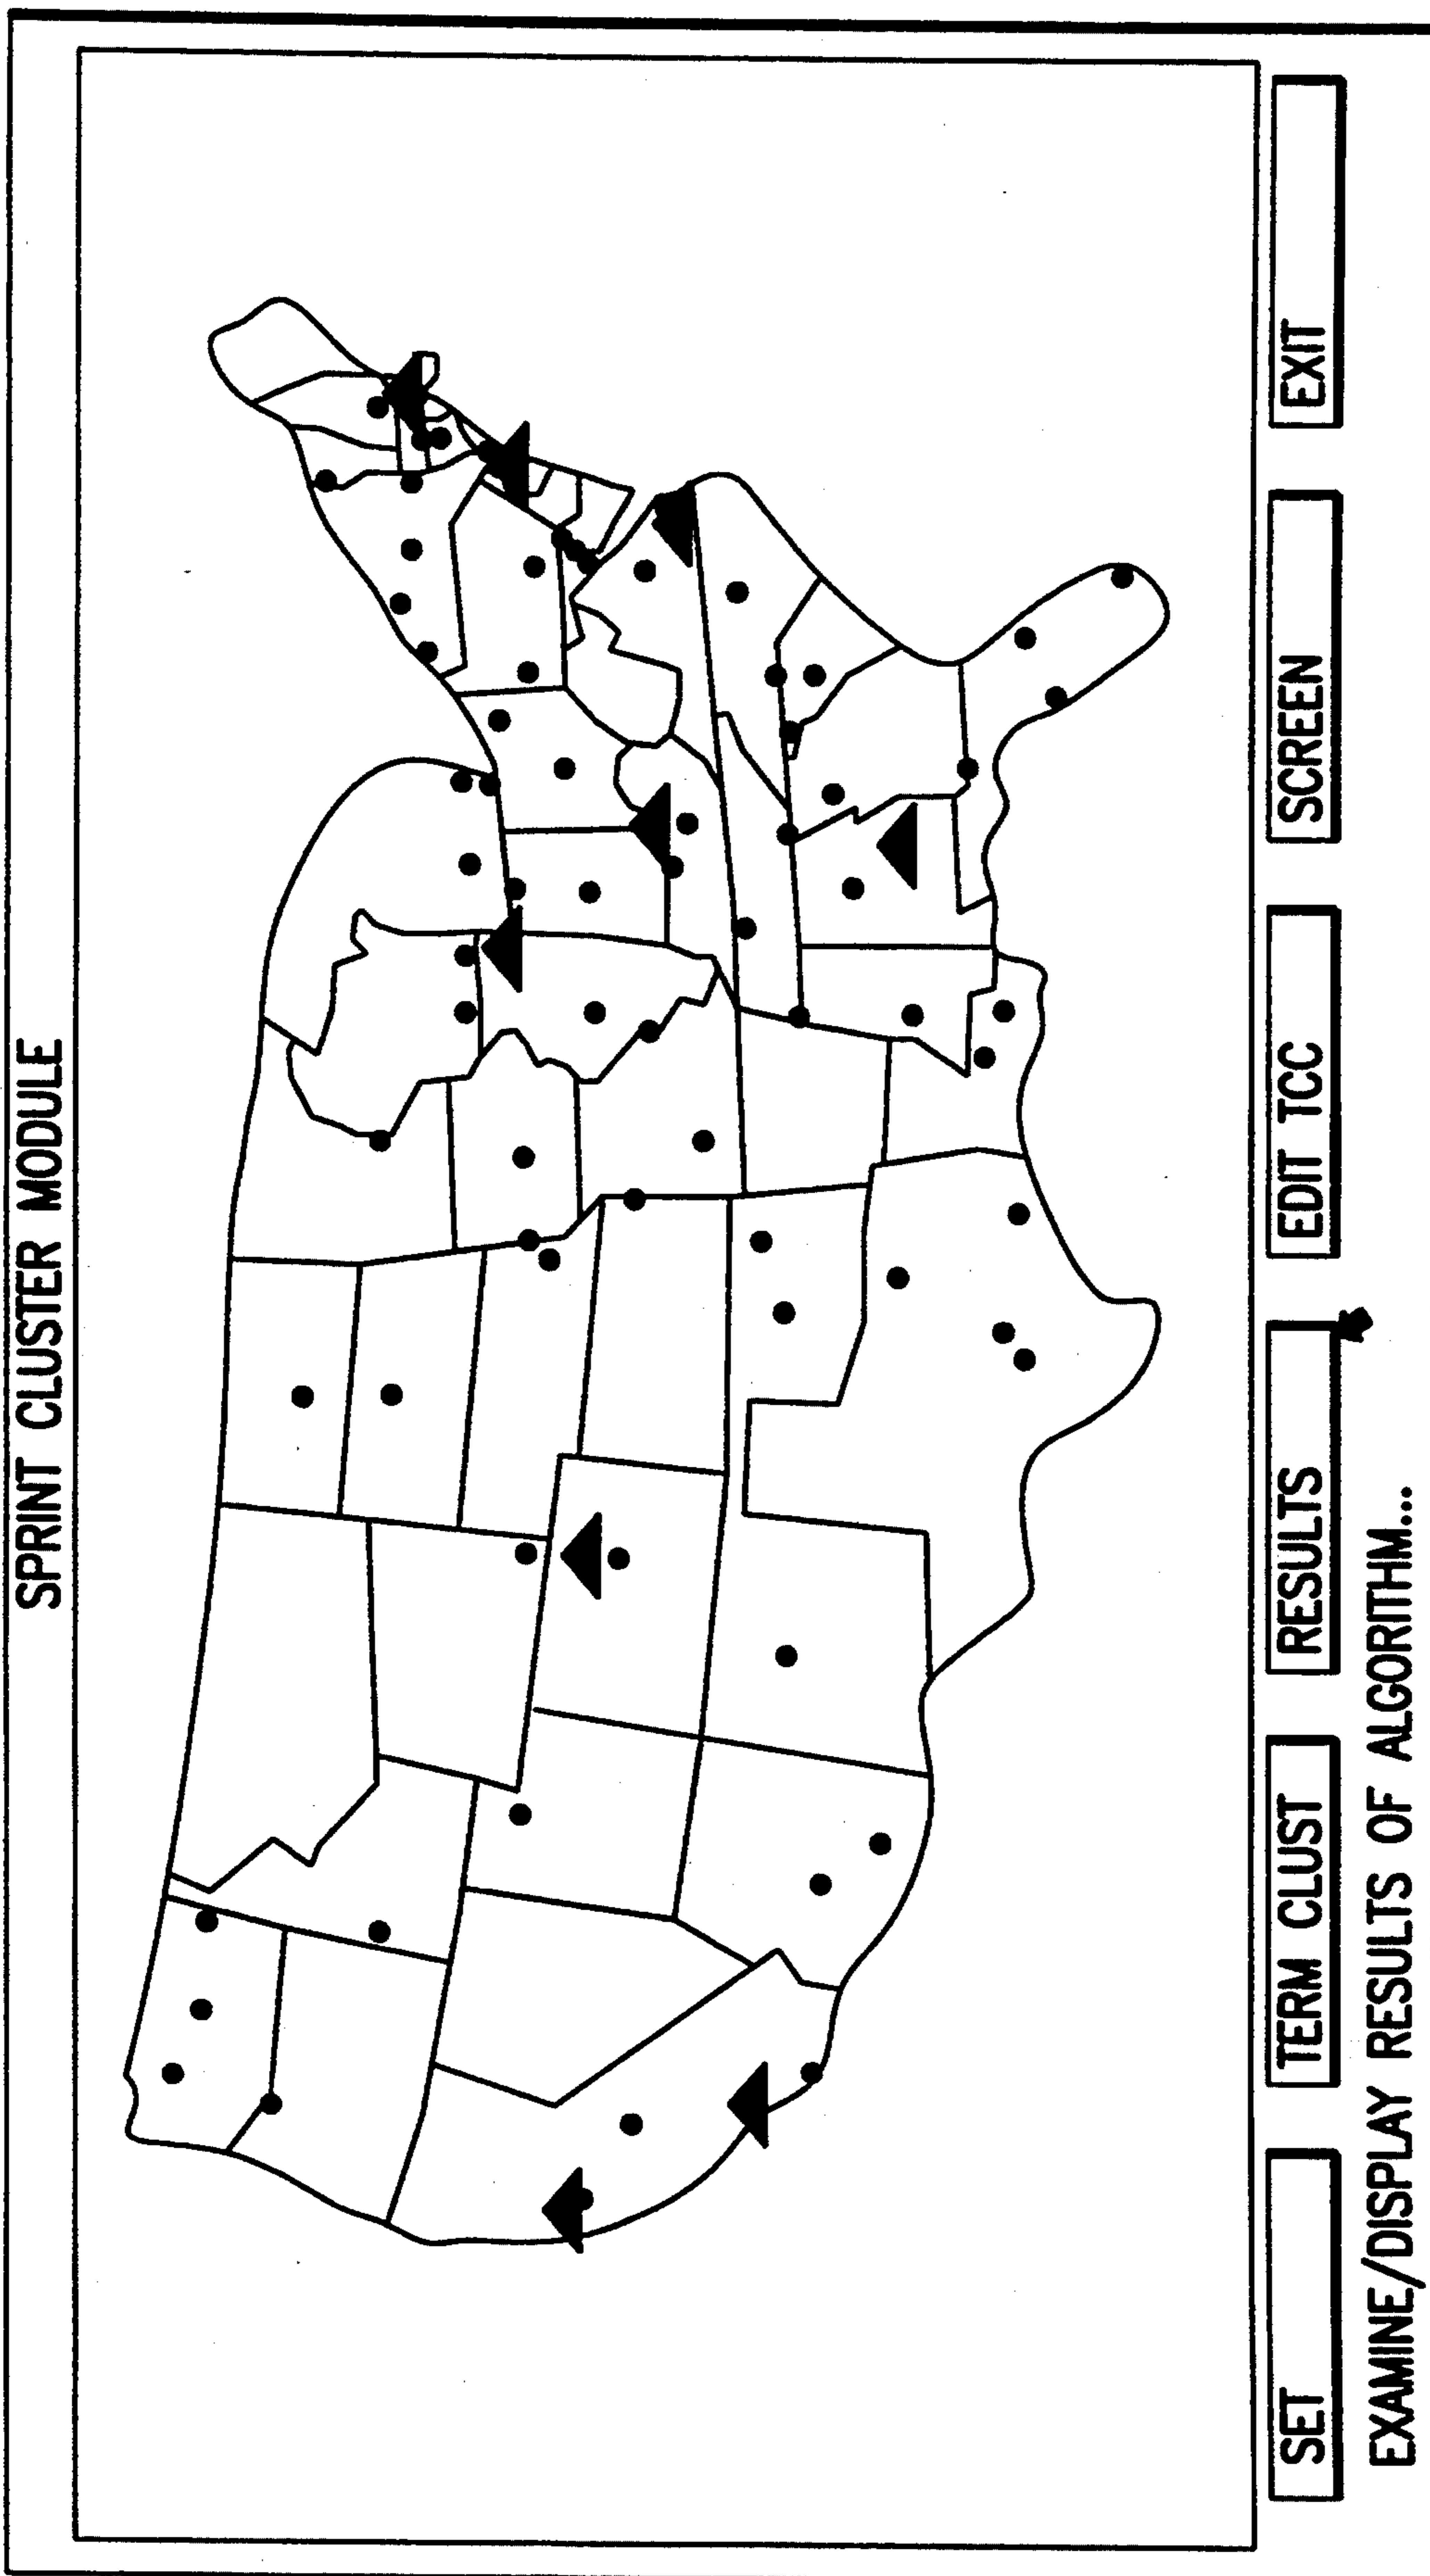 SPRINT CLUSTER MODULE
SET TERM CLUST RESULTS EDIT TCC SCREEN EXIT
EXAMINE/DISPLAY RESULTS OF ALGORITHM...